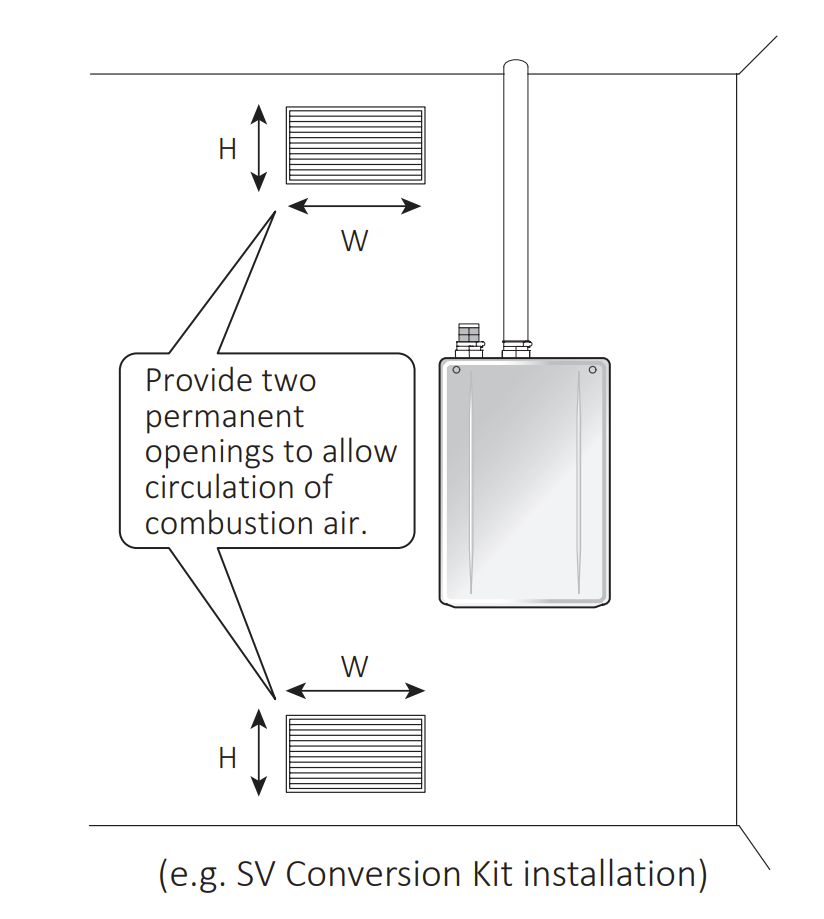 H
W
Provide two
permanent
openings to allow
circulation of
combustion air.
W
H
(e.g. SV Conversion Kit installation)